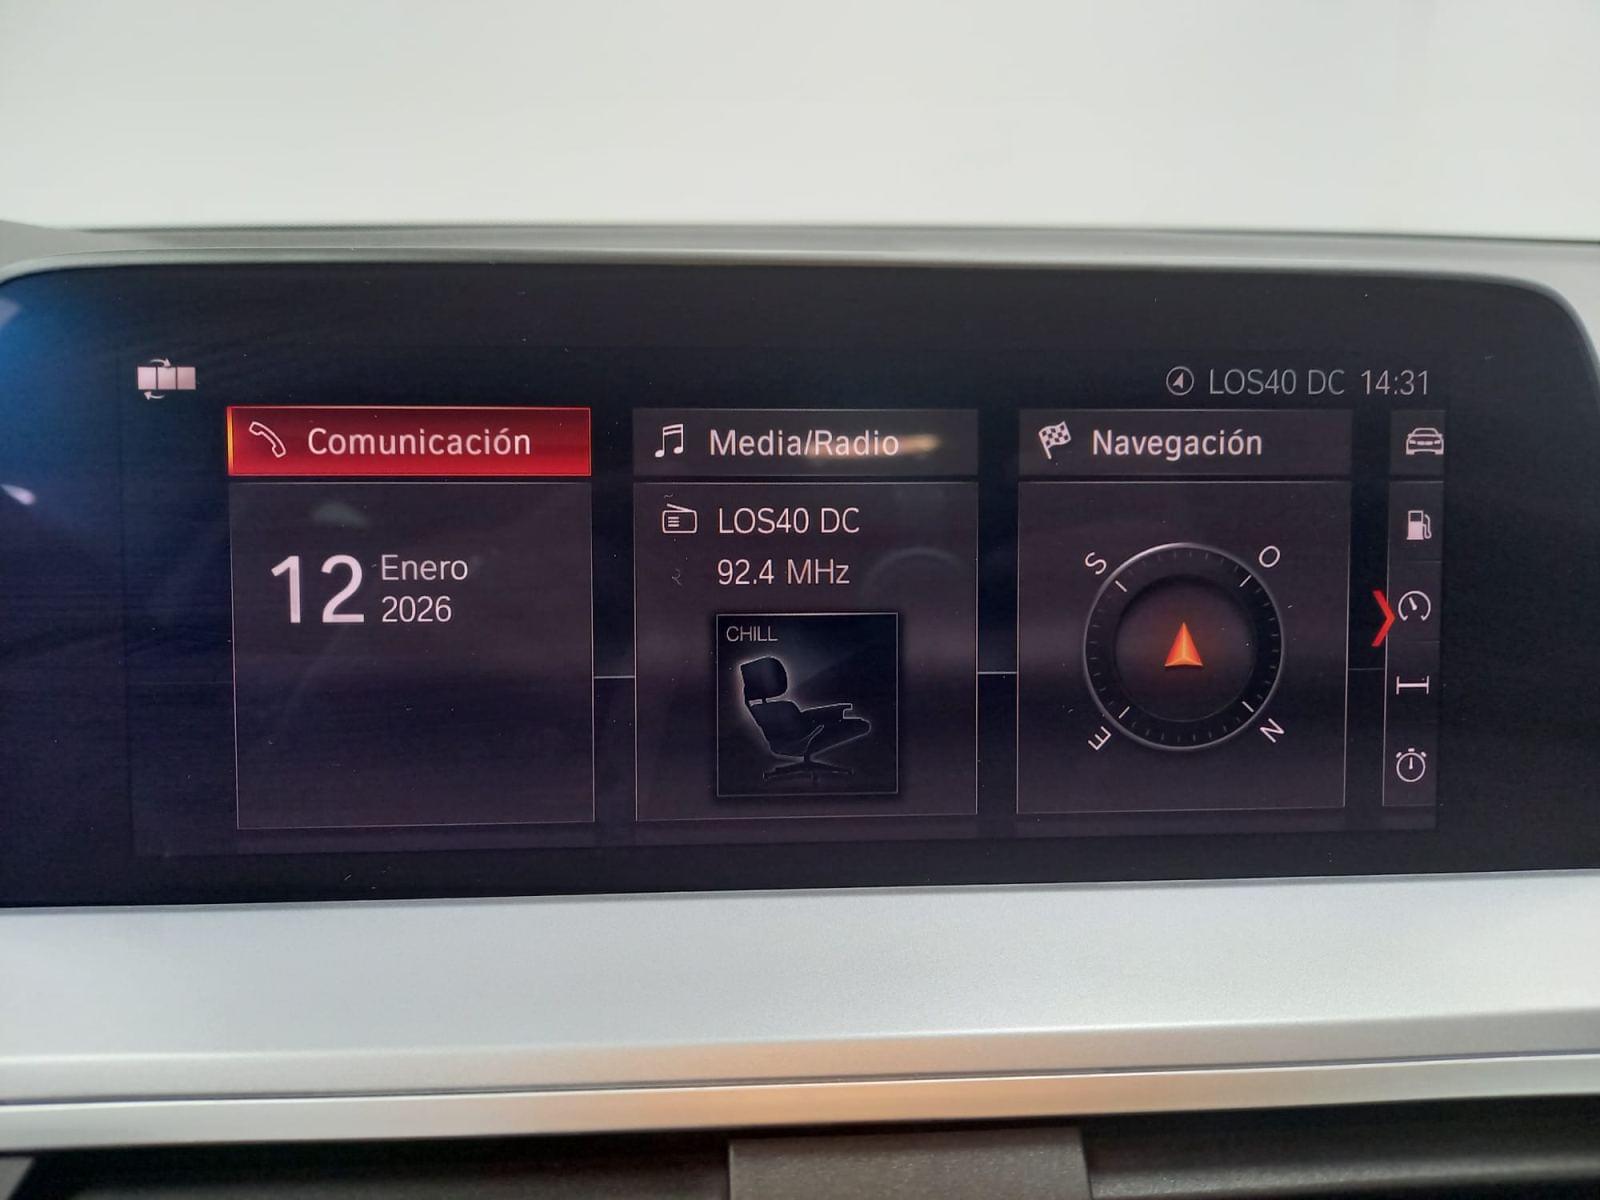 LOS40 DC 14:31
Comunicación
12 Enero
2026
Media/Radio
LOS40 DC
92.4 MHz
CHILL
Navegación
S O
E N